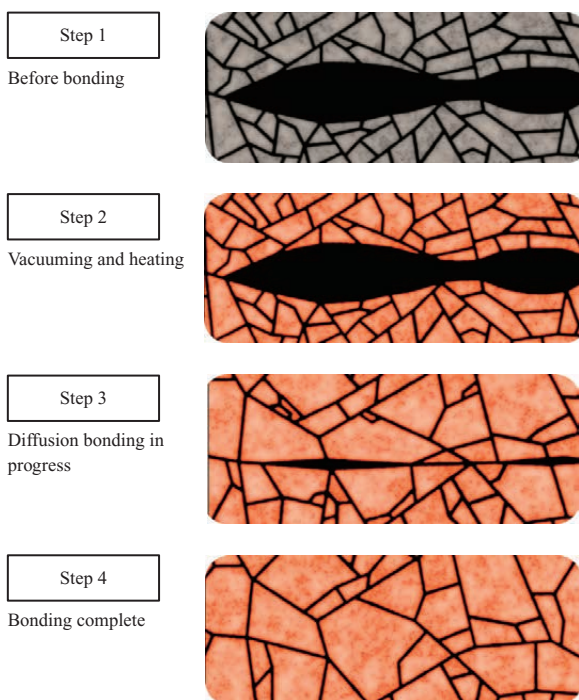 Step 1
Before bonding
Step 2
Vacuuming and heating
Step 3
Diffusion bonding in
progress
Step 4
Bonding complete